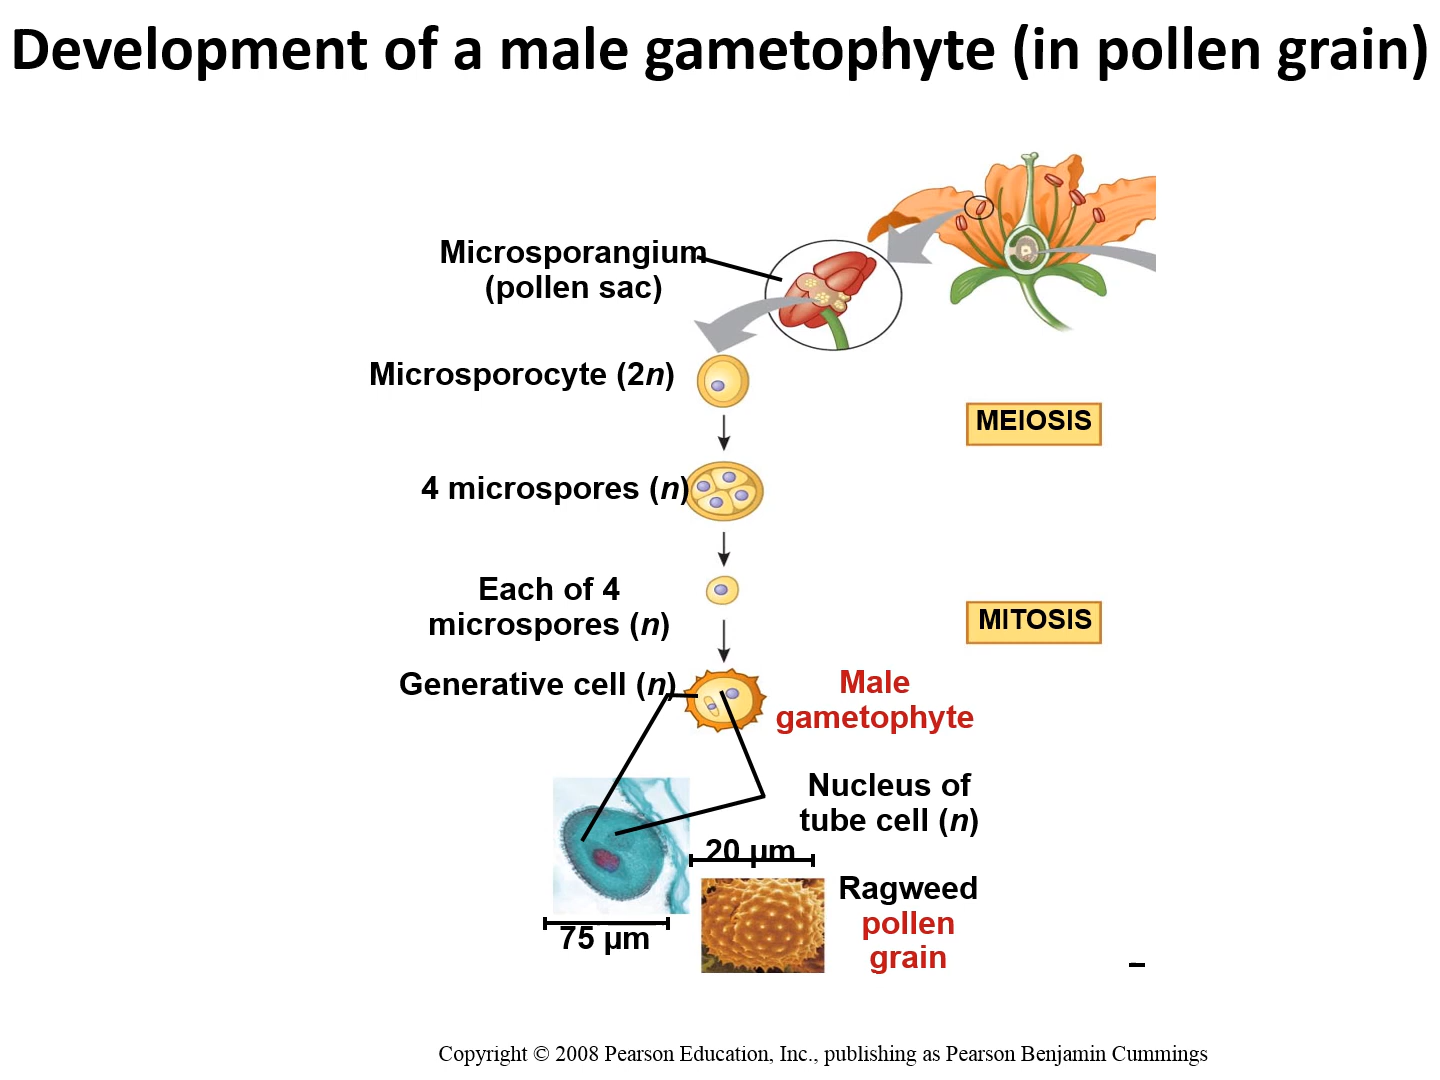 Development of a male gametophyte (in pollen grain)
Microsporangium
(pollen sac)
Microsporocyte (2n)
MEIOSIS
4 microspores (n)
Each of 4
microspores (n)
MITOSIS
Generative cell (n)
Male
gametophyte
Nucleus of
tube cell (n)
20 µm
75 µm
Ragweed
pollen
grain
Copyright © 2008 Pearson Education, Inc., publishing as Pearson Benjamin Cummings